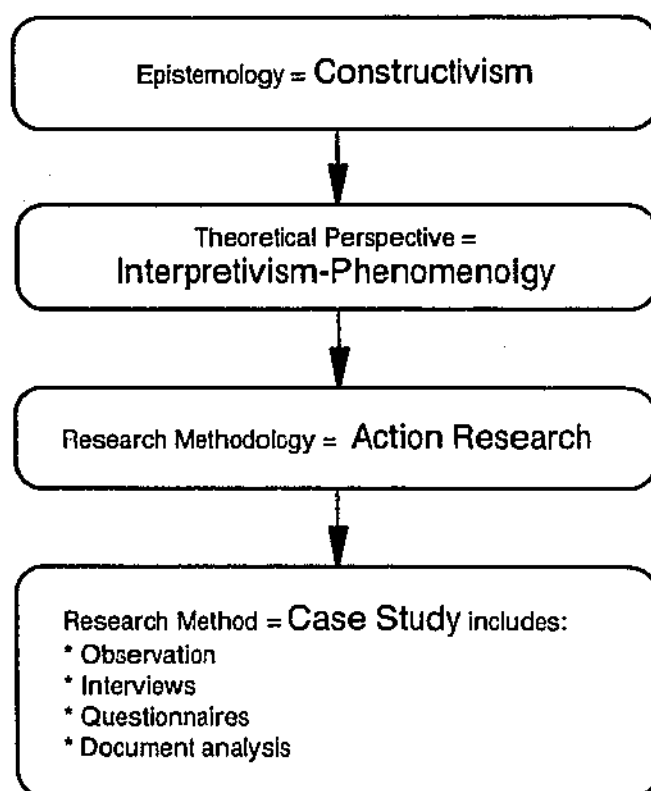 Epistemology = Constructivism
Theoretical Perspective =
Interpretivism-Phenomenolgy
Research Methodology = Action Research
Research Method = Case Study includes:
* Observation
* Interviews
* Questionnaires
* Document analysis